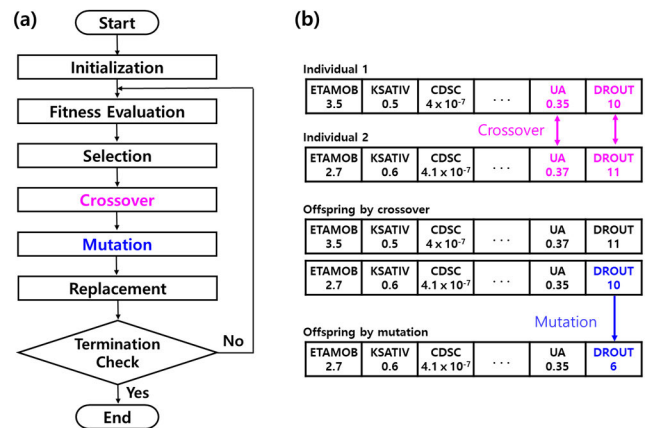 (a)
Start
Initialization
Fitness Evaluation
Selection
Crossover
Mutation
Replacement
Termination
Check
No
Yes
End
(b)
Individual 1
ETAMOB KSATIV CDSC ... UA DROUT
3.5 0.5 4 x 10⁻⁷ 0.35 10
Crossover
Individual 2
ETAMOB KSATIV CDSC ... UA DROUT
2.7 0.6 4.1 x 10⁻⁷ 0.37 11
Offspring by crossover
ETAMOB KSATIV CDSC ... UA DROUT
3.5 0.5 4 x 10⁻⁷ 0.37 11
ETAMOB KSATIV CDSC ... UA DROUT
2.7 0.6 4.1 x 10⁻⁷ 0.35 10
Mutation
Offspring by mutation
ETAMOB KSATIV CDSC ... UA DROUT
2.7 0.6 4.1 x 10⁻⁷ 0.35 6